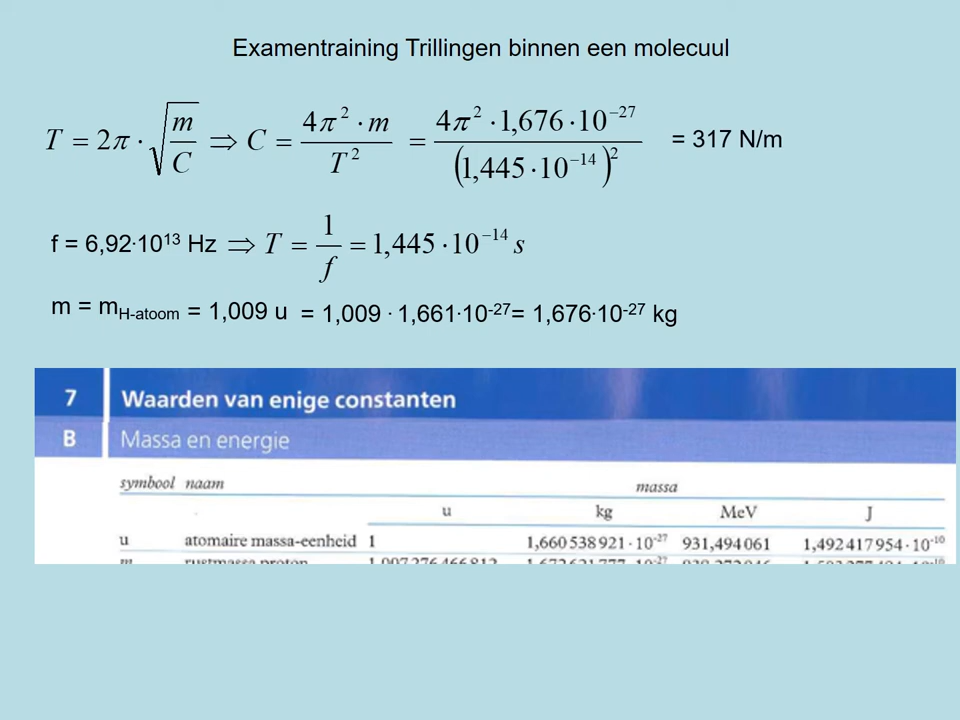 Examentraining Trillingen binnen een molecuul
T = 2π · √(m/C) ⇒ C = 4π² · m / T² = 4π² · 1,676 · 10⁻²⁷ / (1,445 · 10⁻¹⁴)² = 317 N/m
f = 6,92·10¹³ Hz ⇒ T = 1/f = 1,445 · 10⁻¹⁴ s
m = m_H-atoom = 1,009 u = 1,009 · 1,661·10⁻²⁷ = 1,676·10⁻²⁷ kg
7 Waarden van enige constanten
B Massa en energie
symbool naam massa
u kg MeV J
u atomaire massa-eenheid 1 1,660 538 921 · 10⁻²⁷ 931,494 061 1,492 417 954 · 10⁻¹⁰